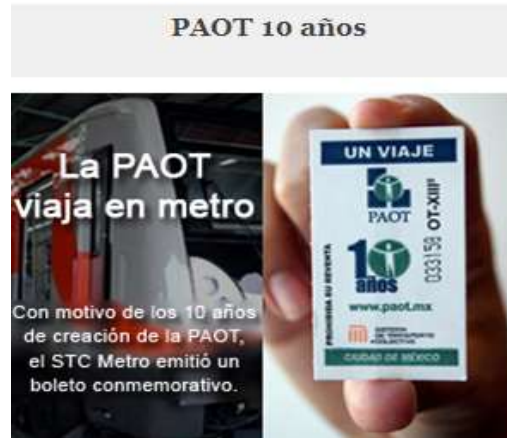 PAOT 10 años
La PAOT
viaja en metro
Con motivo de los 10 años
de creación de la PAOT,
el STC Metro emitió un
boleto conmemorativo.
UN VIAJE
PAOT
10
años
www.paot.mx
PROHIBIDA SU REVENTA
033158 OT-XIII
SISTEMA
DE TRANSPORTE
COLECTIVO
CIUDAD DE MÉXICO